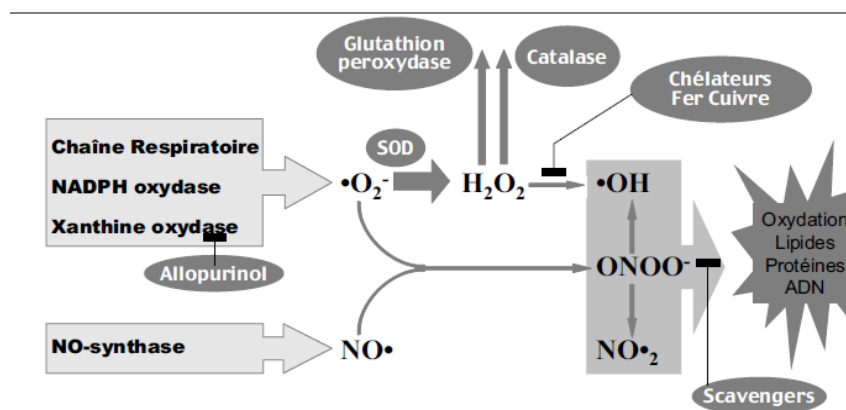 Glutathion
peroxydase
Catalase
Chélateurs
Fer Cuivre
Chaîne Respiratoire
NADPH oxydase
Xanthine oxydase
SOD
•O₂⁻
H₂O₂
•OH
Oxydation
Lipides
Protéines
ADN
Allopurinol
ONOO⁻
NO-synthase
NO•
NO•₂
Scavengers